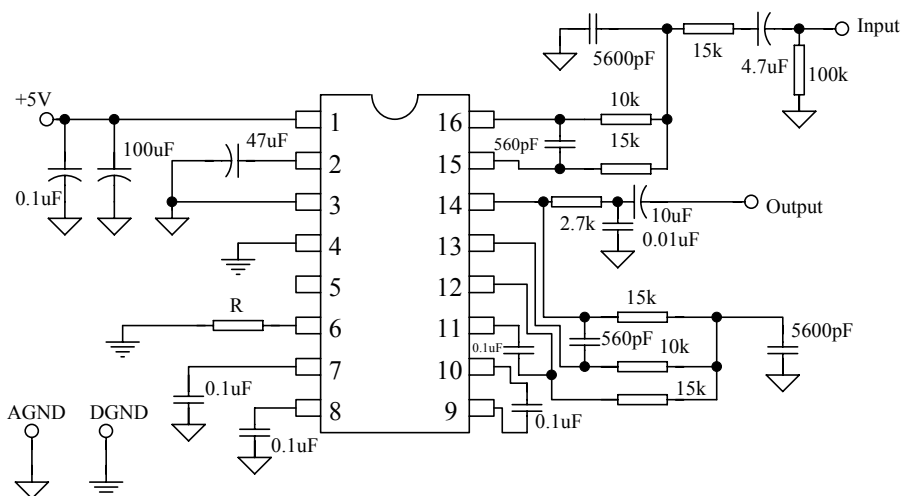 5600pF
15k
4.7uF
Input
100k
+5V
0.1uF
100uF
47uF
1
2
3
4
5
6
7
8
16
15
14
13
12
11
10
9
560pF
10k
15k
2.7k
10uF
0.01uF
Output
R
0.1uF
0.1uF
0.1uF
0.1uF
15k
560pF
10k
15k
5600pF
AGND
DGND